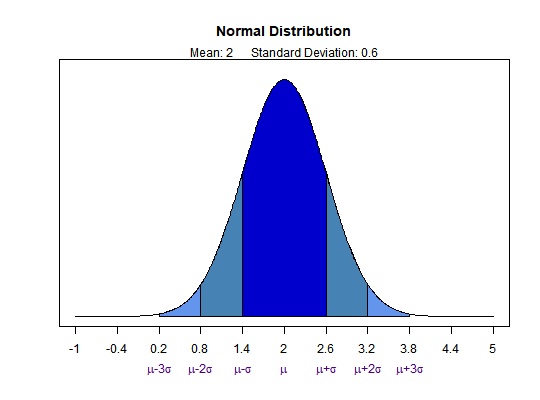 Normal Distribution
Mean: 2 Standard Deviation: 0.6
-1 -0.4 0.2 0.8 1.4 2 2.6 3.2 3.8 4.4 5
μ-3σ μ-2σ μ-σ μ μ+σ μ+2σ μ+3σ